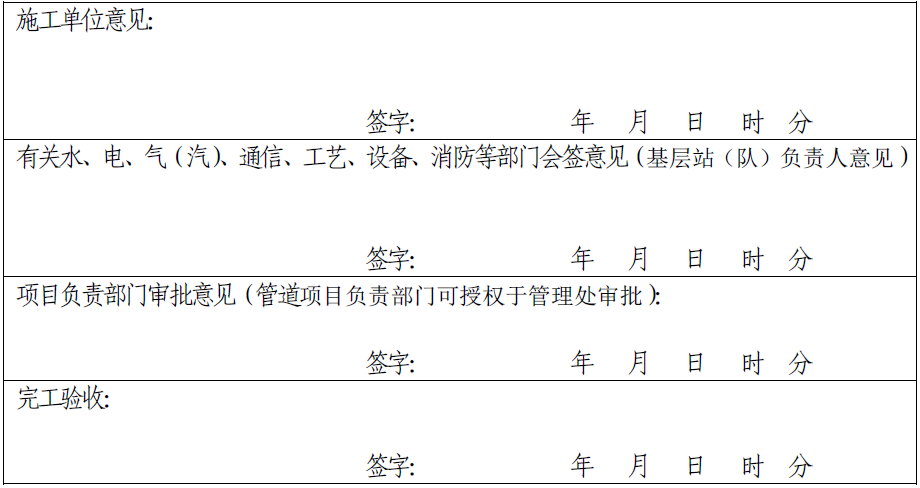 施工单位意见:
签字: 年 月 日 时 分
有关水、电、气（汽）、通信、工艺、设备、消防等部门会签意见（基层站（队）负责人意见）
签字: 年 月 日 时 分
项目负责部门审批意见（管道项目负责部门可授权于管理处审批）:
签字: 年 月 日 时 分
完工验收:
签字: 年 月 日 时 分